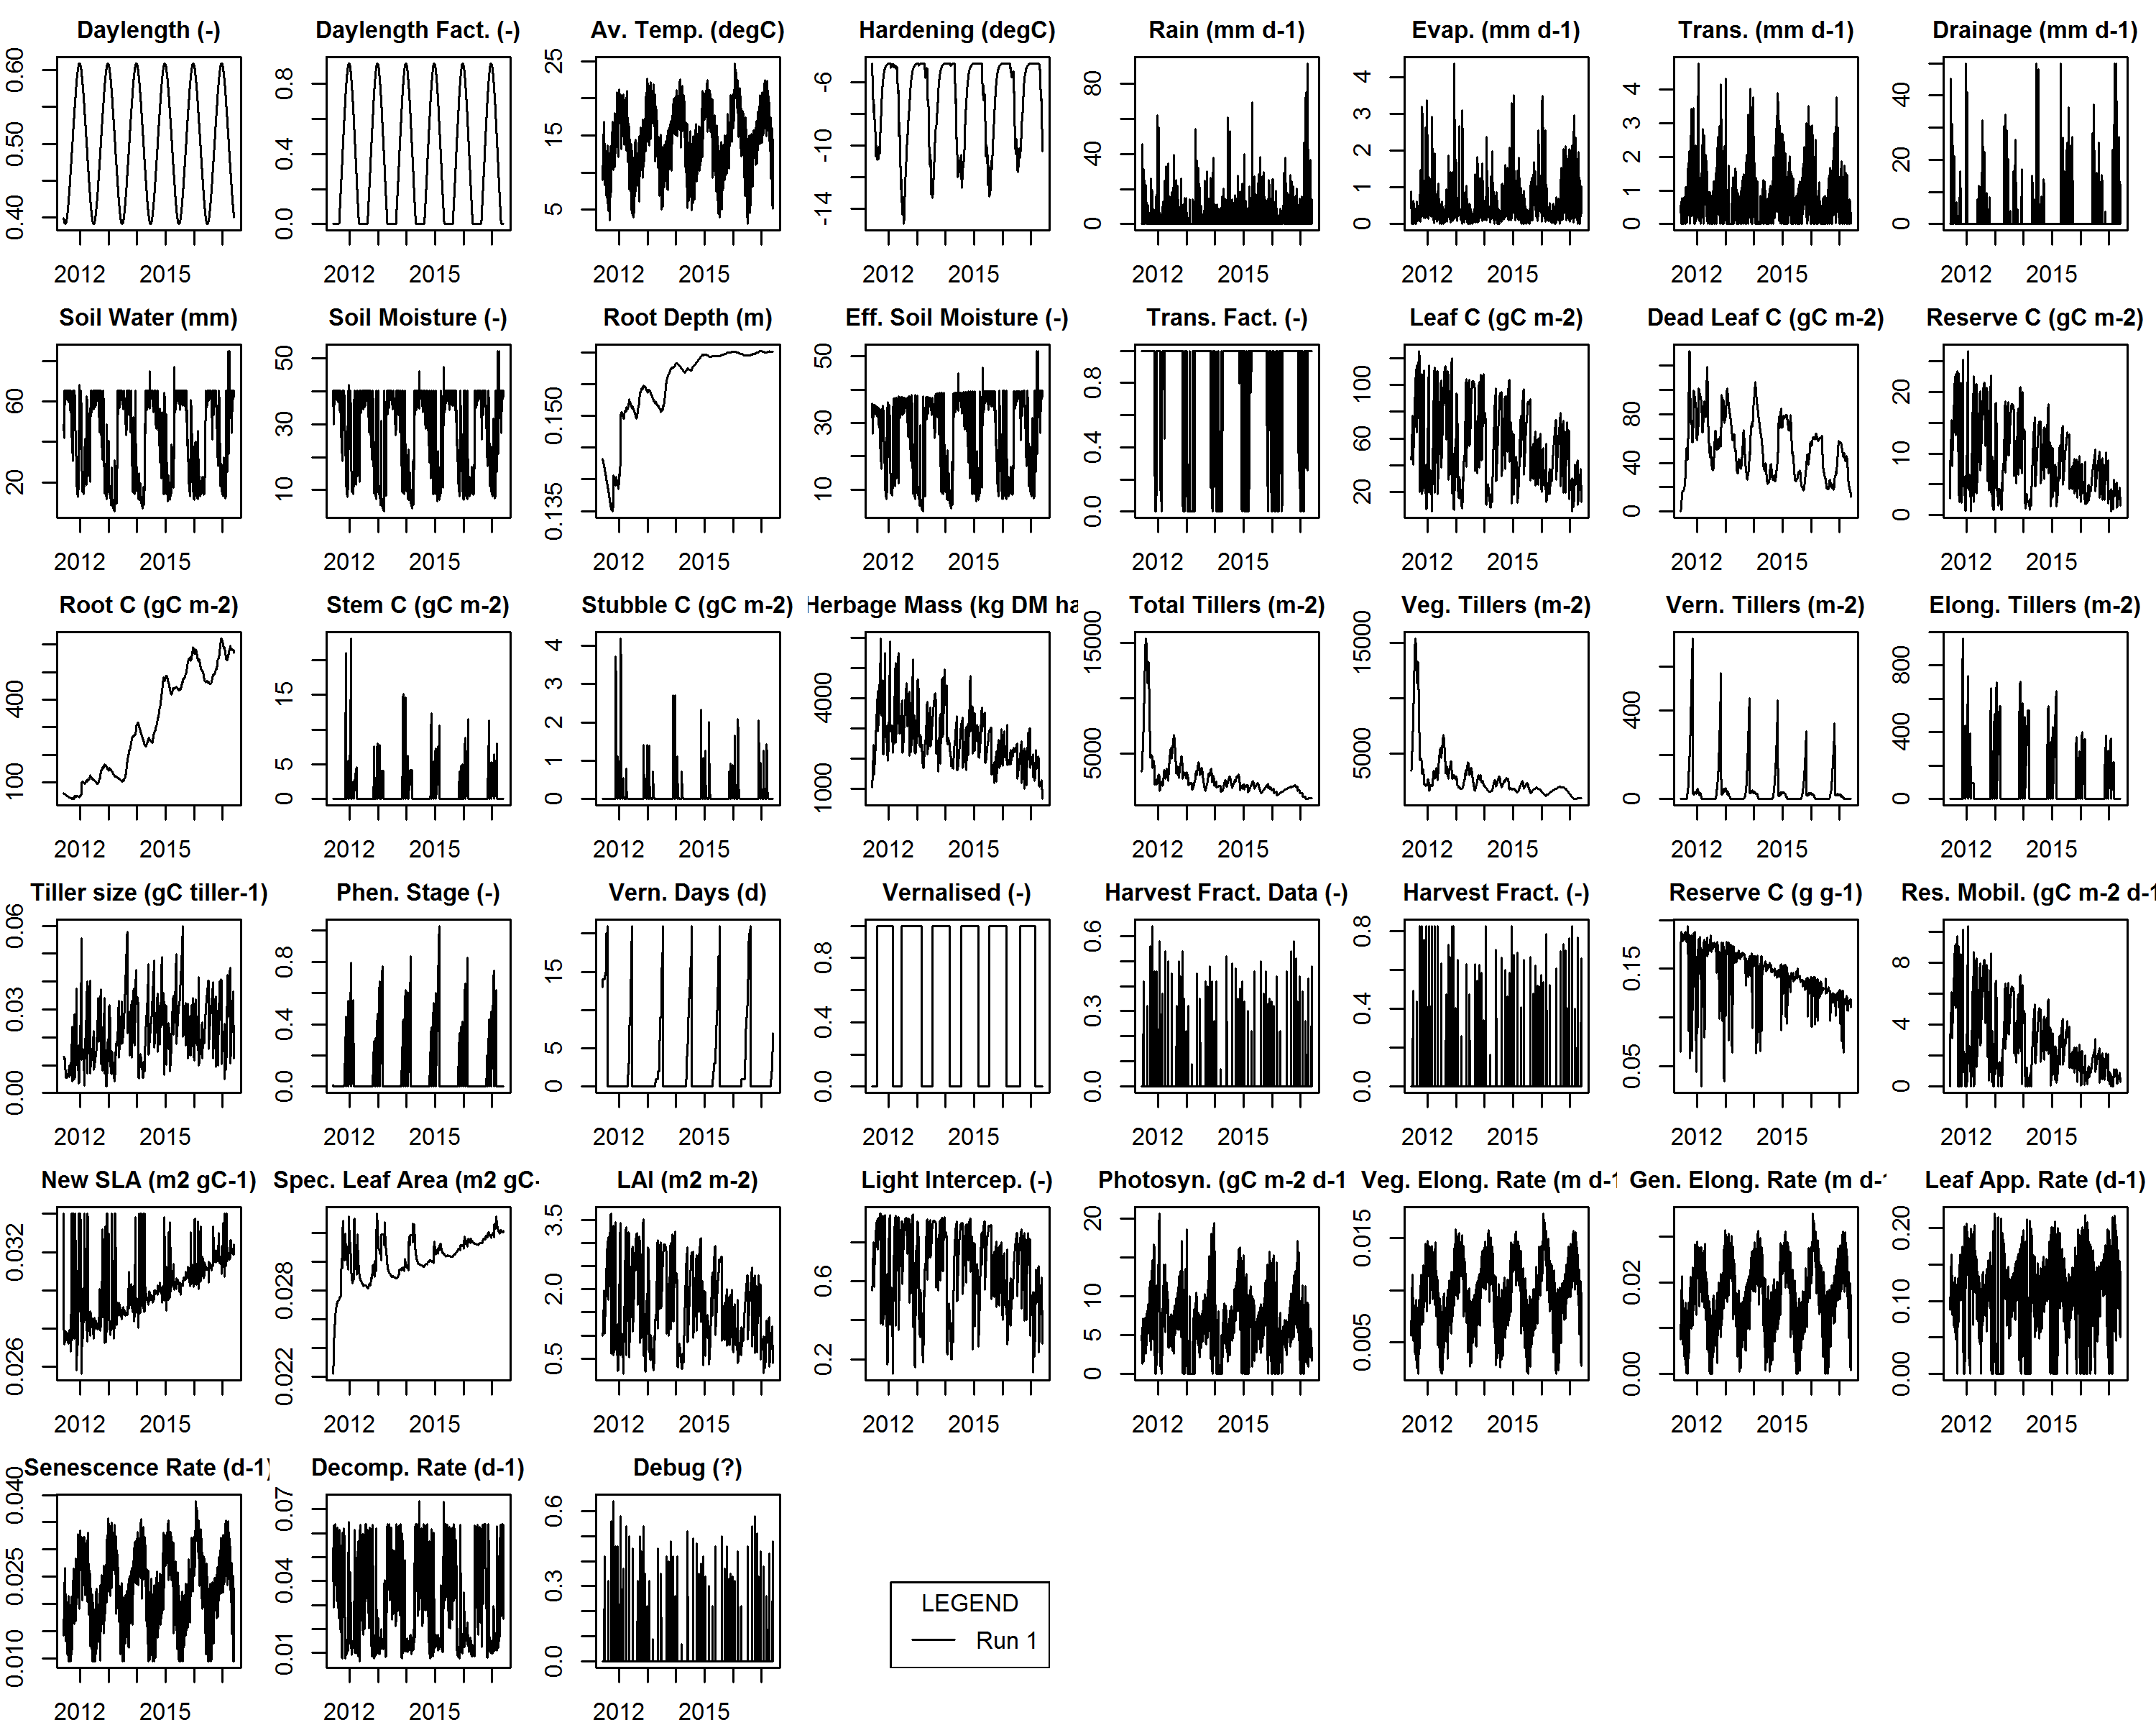 Daylength (-)
0.40 0.50 0.60
2012 2015
Daylength Fact. (-)
0.0 0.4 0.8
2012 2015
Av. Temp. (degC)
5 15 25
2012 2015
Hardening (degC)
-14 -10 -6
2012 2015
Rain (mm d-1)
0 40 80
2012 2015
Evap. (mm d-1)
0 1 2 3 4
2012 2015
Trans. (mm d-1)
0 1 2 3 4
2012 2015
Drainage (mm d-1)
0 20 40
2012 2015
Soil Water (mm)
20 60
2012 2015
Soil Moisture (-)
10 30 50
2012 2015
Root Depth (m)
0.135 0.150
2012 2015
Eff. Soil Moisture (-)
10 30 50
2012 2015
Trans. Fact. (-)
0.0 0.4 0.8
2012 2015
Leaf C (gC m-2)
20 60 100
2012 2015
Dead Leaf C (gC m-2)
0 40 80
2012 2015
Reserve C (gC m-2)
0 10 20
2012 2015
Root C (gC m-2)
100 400
2012 2015
Stem C (gC m-2)
0 5 15
2012 2015
Stubble C (gC m-2)
0 1 2 3 4
2012 2015
Herbage Mass (kg DM ha
1000 4000
2012 2015
Total Tillers (m-2)
5000 15000
2012 2015
Veg. Tillers (m-2)
5000 15000
2012 2015
Vern. Tillers (m-2)
0 400
2012 2015
Elong. Tillers (m-2)
0 400 800
2012 2015
Tiller size (gC tiller-1)
0.00 0.03 0.06
2012 2015
Phen. Stage (-)
0.0 0.4 0.8
2012 2015
Vern. Days (d)
0 5 15
2012 2015
Vernalised (-)
0.0 0.4 0.8
2012 2015
Harvest Fract. Data (-)
0.0 0.3 0.6
2012 2015
Harvest Fract. (-)
0.0 0.4 0.8
2012 2015
Reserve C (g g-1)
0.05 0.15
2012 2015
Res. Mobil. (gC m-2 d-1
0 4 8
2012 2015
New SLA (m2 gC-1)
0.026 0.032
2012 2015
Spec. Leaf Area (m2 gC-
0.022 0.028
2012 2015
LAI (m2 m-2)
0.5 2.0 3.5
2012 2015
Light Intercep. (-)
0.2 0.6
2012 2015
Photosyn. (gC m-2 d-1
0 5 10 20
2012 2015
Veg. Elong. Rate (m d-1
0.005 0.015
2012 2015
Gen. Elong. Rate (m d-1
0.00 0.02
2012 2015
Leaf App. Rate (d-1)
0.00 0.10 0.20
2012 2015
Senescence Rate (d-1)
0.010 0.025 0.040
2012 2015
Decomp. Rate (d-1)
0.01 0.04 0.07
2012 2015
Debug (?)
0.0 0.3 0.6
2012 2015
LEGEND
Run 1